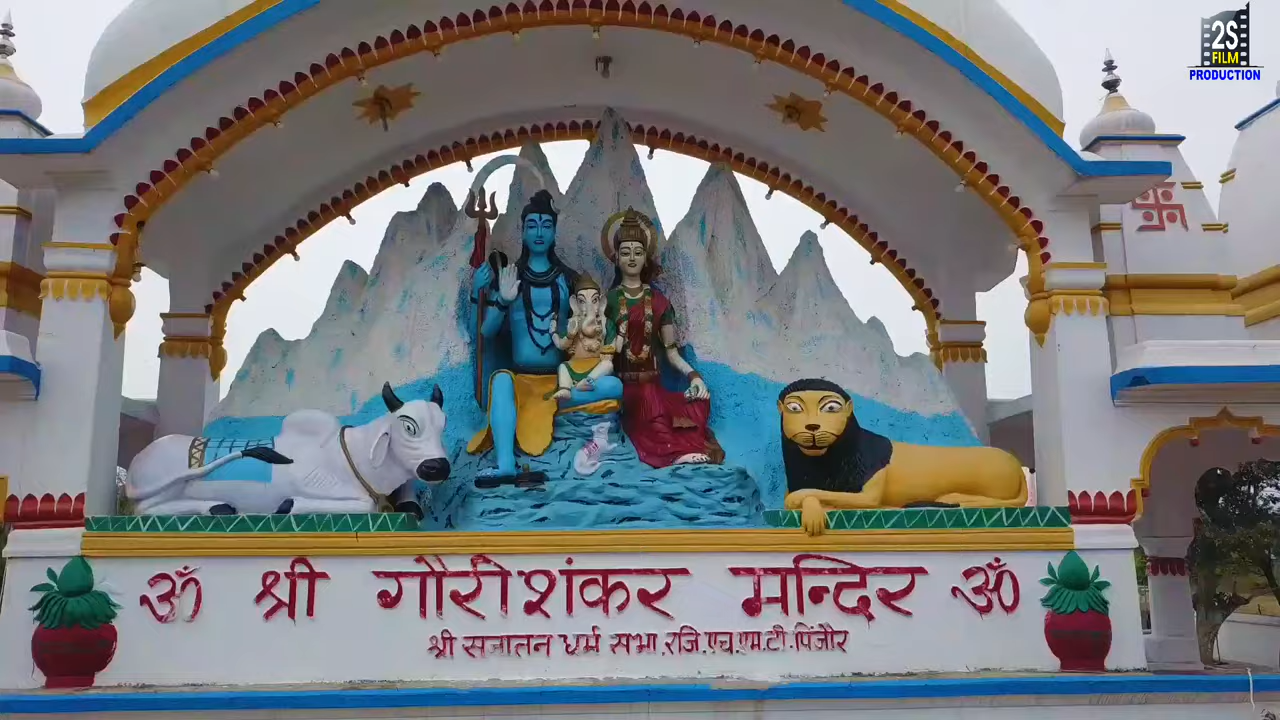 2S
FILM
PRODUCTION
ॐ श्री गौरीशंकर मन्दिर ॐ
श्री सनातन धर्म सभा रजि.एच.एम.टी.पिंजौर